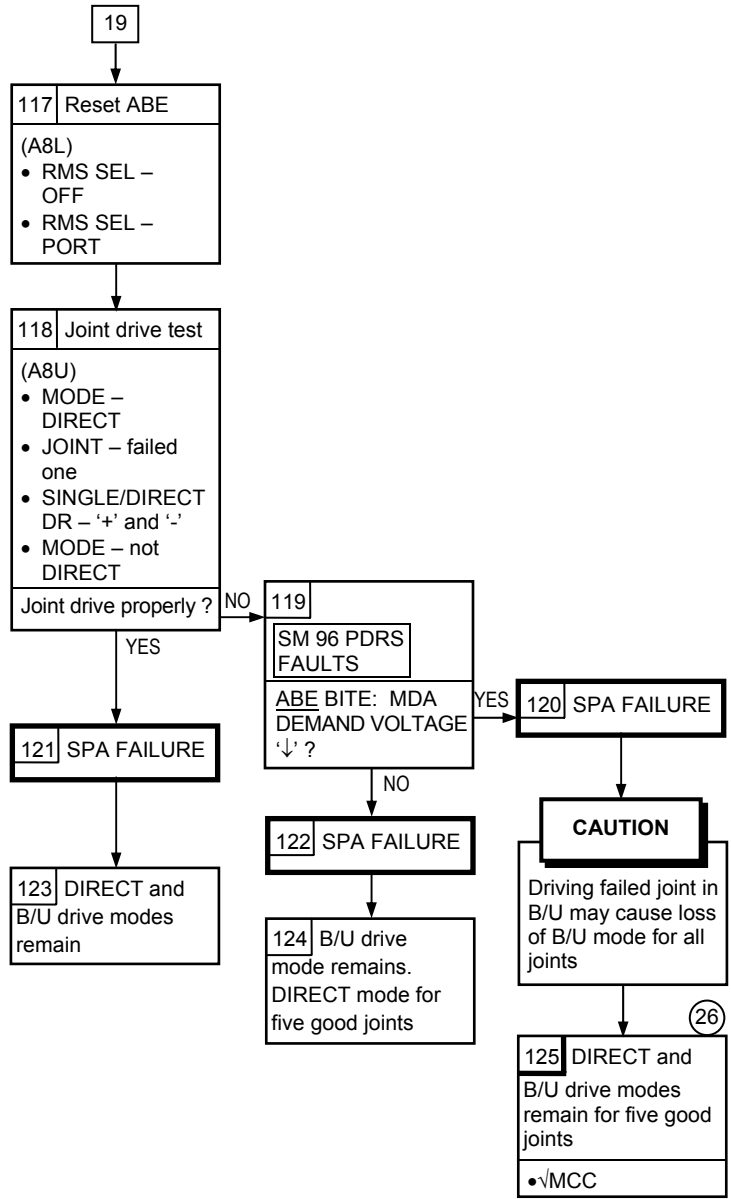 19
117 Reset ABE
(A8L)
• RMS SEL –
OFF
• RMS SEL –
PORT
118 Joint drive test
(A8U)
• MODE –
DIRECT
• JOINT – failed
one
• SINGLE/DIRECT
DR – ‘+’ and ‘-’
• MODE – not
DIRECT
Joint drive properly ?
NO
YES
119
SM 96 PDRS
FAULTS
ABE BITE: MDA
DEMAND VOLTAGE
‘↓’ ?
YES
NO
120 SPA FAILURE
121 SPA FAILURE
122 SPA FAILURE
CAUTION
Driving failed joint in
B/U may cause loss
of B/U mode for all
joints
123 DIRECT and
B/U drive modes
remain
124 B/U drive
mode remains.
DIRECT mode for
five good joints
26
125 DIRECT and
B/U drive modes
remain for five good
joints
•√MCC